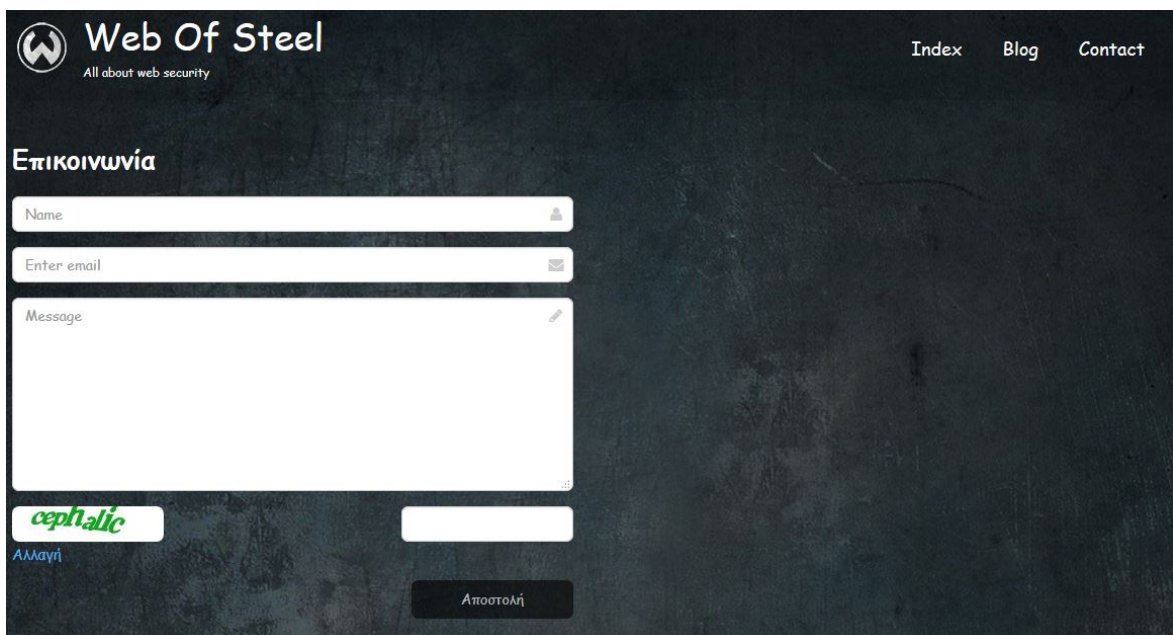 Web Of Steel
All about web security
Index Blog Contact
Επικοινωνία
Name
Enter email
Message
cephalic
Αλλαγή
Αποστολή